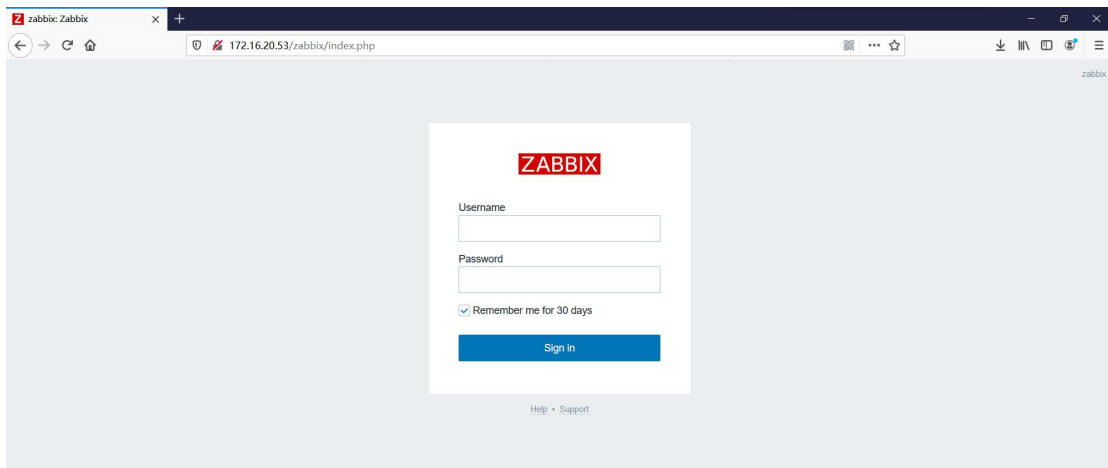 Z zabbix: Zabbix
172.16.20.53/zabbix/index.php
zabbix
ZABBIX
Username
Password
Remember me for 30 days
Sign in
Help • Support